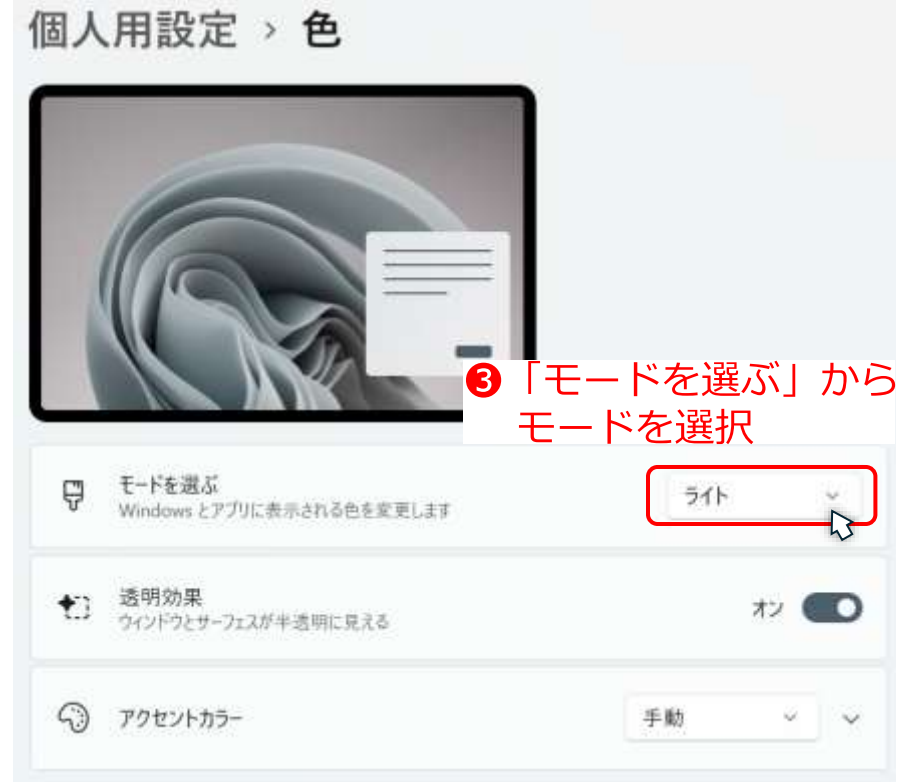 個人用設定 › 色
❸「モードを選ぶ」から
モードを選択
モードを選ぶ
Windows とアプリに表示される色を変更します
ライト
透明効果
ウィンドウとサーフェスが半透明に見える
オン
アクセントカラー
手動